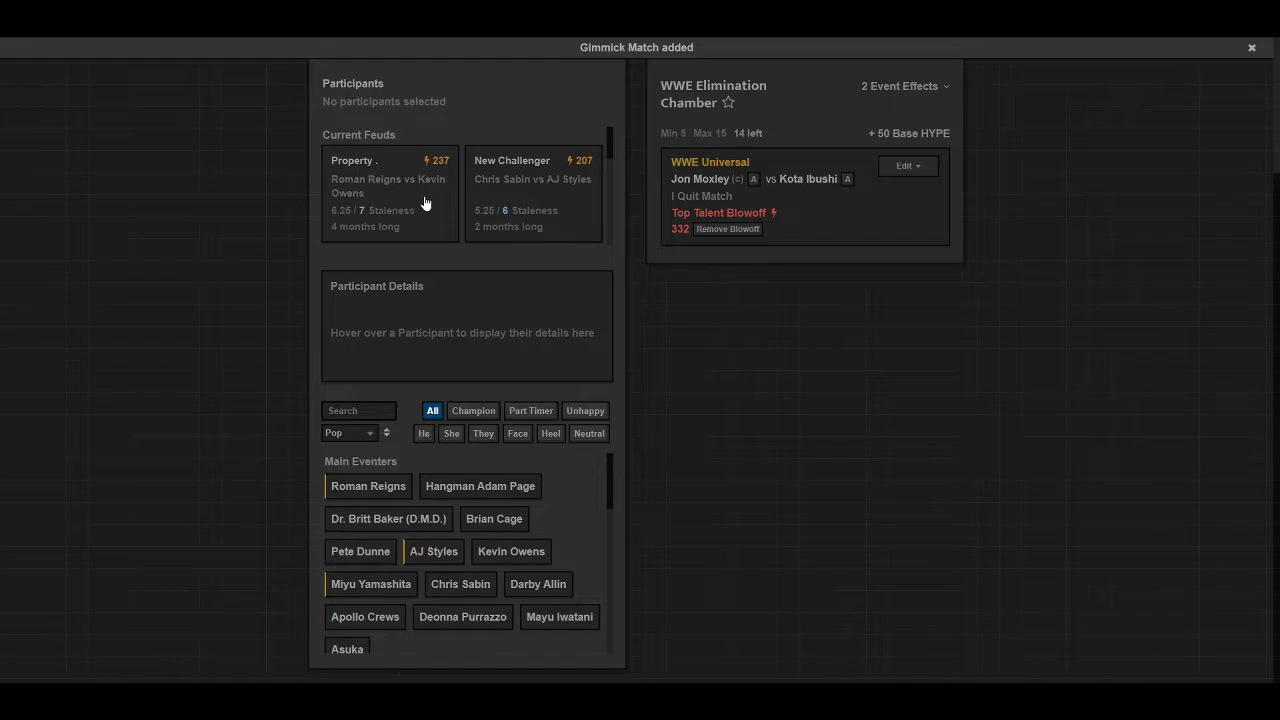 Gimmick Match added
Participants
No participants selected
Current Feuds
Property .
237
Roman Reigns vs Kevin
Owens
6.25 / 7 Staleness
4 months long
New Challenger
207
Chris Sabin vs AJ Styles
5.25 / 6 Staleness
2 months long
Participant Details
Hover over a Participant to display their details here
Search
All
Champion
Part Timer
Unhappy
Pop
He
She
They
Face
Heel
Neutral
Main Eventers
Roman Reigns
Hangman Adam Page
Dr. Britt Baker (D.M.D.)
Brian Cage
Pete Dunne
AJ Styles
Kevin Owens
Miyu Yamashita
Chris Sabin
Darby Allin
Apollo Crews
Deonna Purrazzo
Mayu Iwatani
Asuka
WWE Elimination
Chamber
2 Event Effects
Min 5 Max 15 14 left
+ 50 Base HYPE
WWE Universal
Edit
Jon Moxley (c) A vs Kota Ibushi A
I Quit Match
Top Talent Blowoff
332 Remove Blowoff